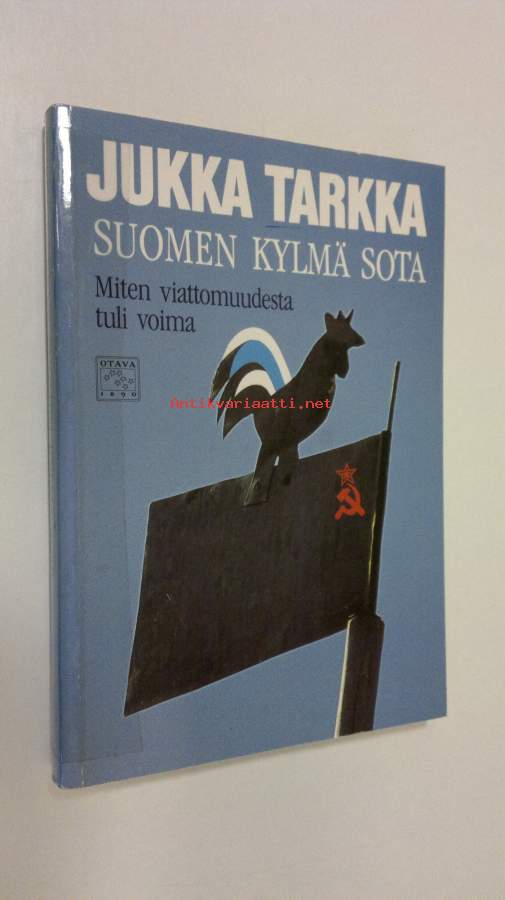 JUKKA TARKKA
SUOMEN KYLMÄ SOTA
Miten viattomuudesta
tuli voima
OTAVA
1890
Antikvariaatti.net